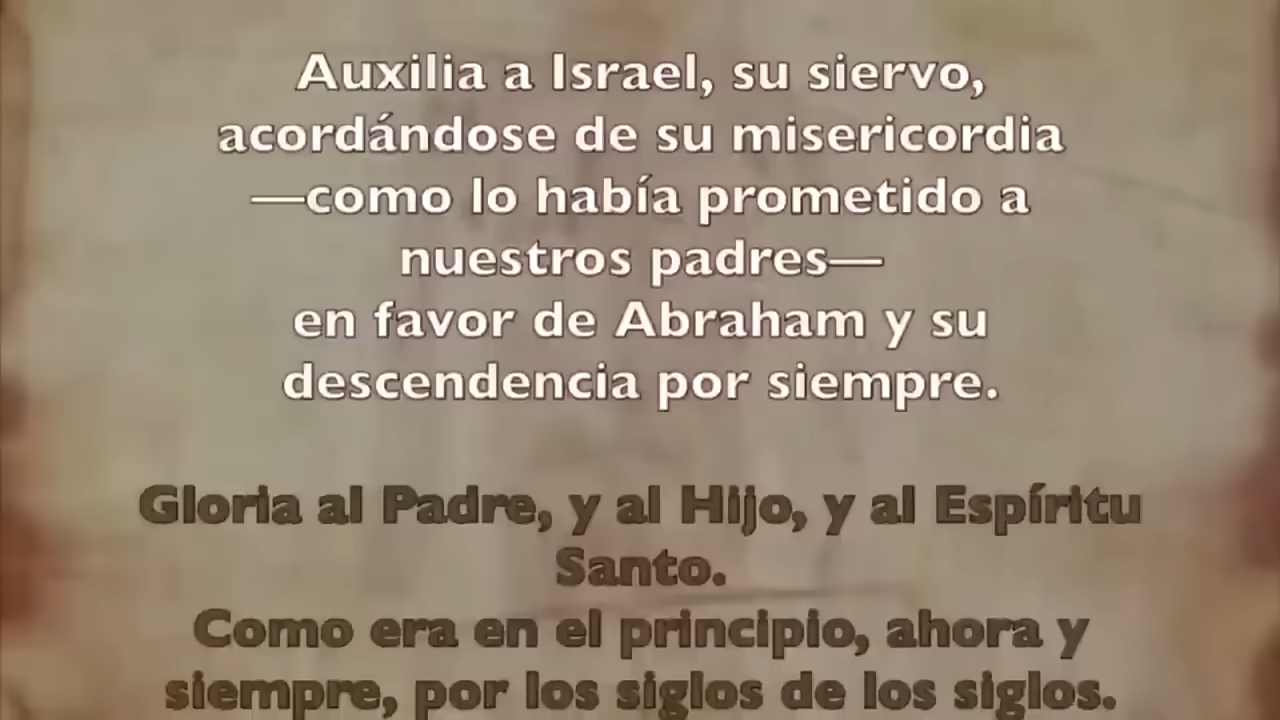 Auxilia a Israel, su siervo,
acordándose de su misericordia
—como lo había prometido a
nuestros padres—
en favor de Abraham y su
descendencia por siempre.
Gloria al Padre, y al Hijo, y al Espíritu
Santo.
Como era en el principio, ahora y
siempre, por los siglos de los siglos.